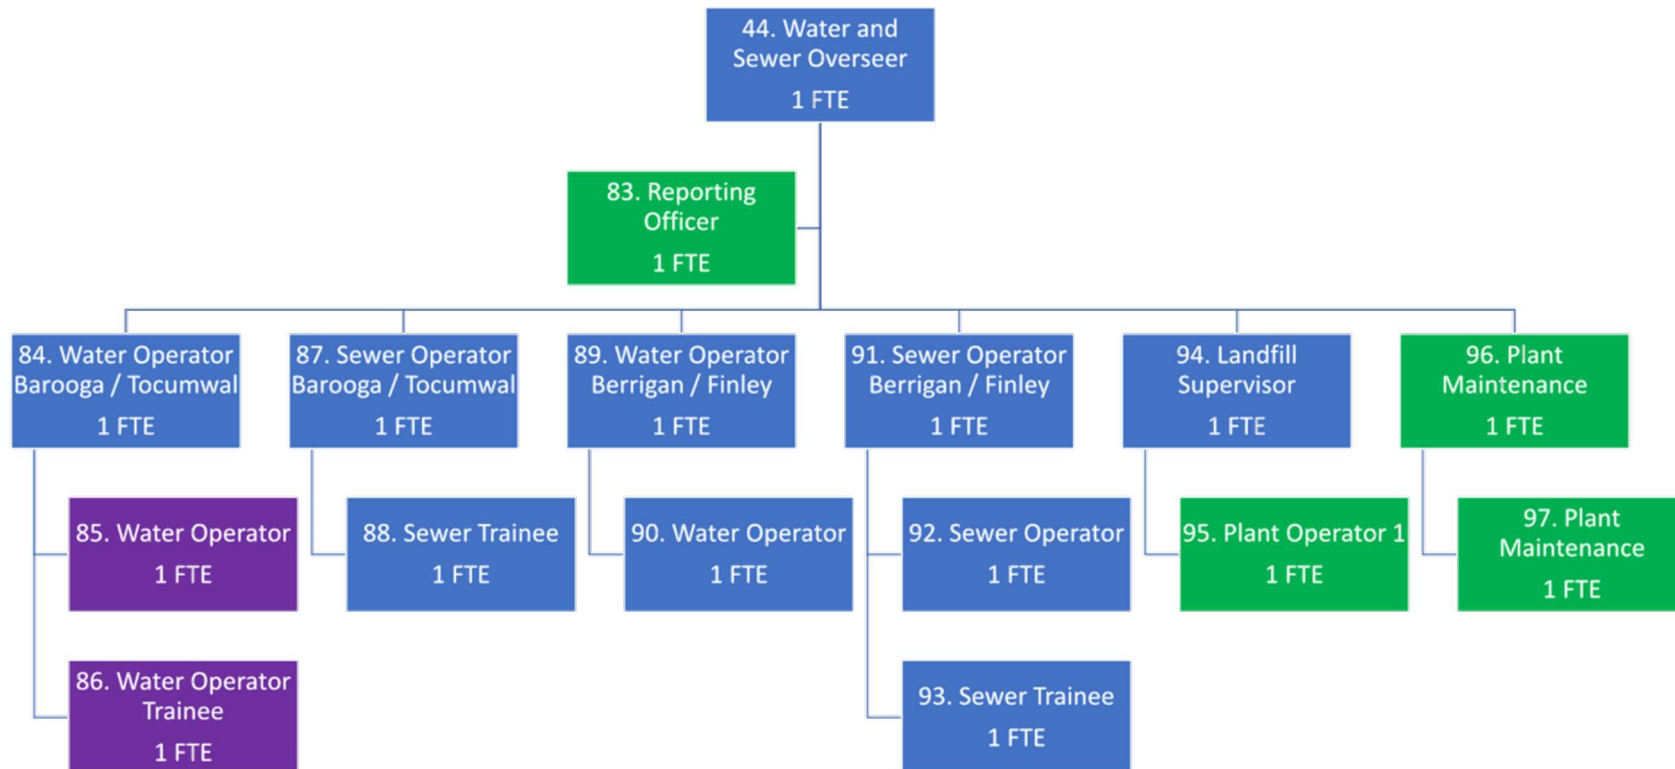 44. Water and
Sewer Overseer
1 FTE
83. Reporting
Officer
1 FTE
84. Water Operator
Barooga / Tocumwal
1 FTE
87. Sewer Operator
Barooga / Tocumwal
1 FTE
89. Water Operator
Berrigan / Finley
1 FTE
91. Sewer Operator
Berrigan / Finley
1 FTE
94. Landfill
Supervisor
1 FTE
96. Plant
Maintenance
1 FTE
85. Water Operator
1 FTE
88. Sewer Trainee
1 FTE
90. Water Operator
1 FTE
92. Sewer Operator
1 FTE
95. Plant Operator 1
1 FTE
97. Plant
Maintenance
1 FTE
86. Water Operator
Trainee
1 FTE
93. Sewer Trainee
1 FTE